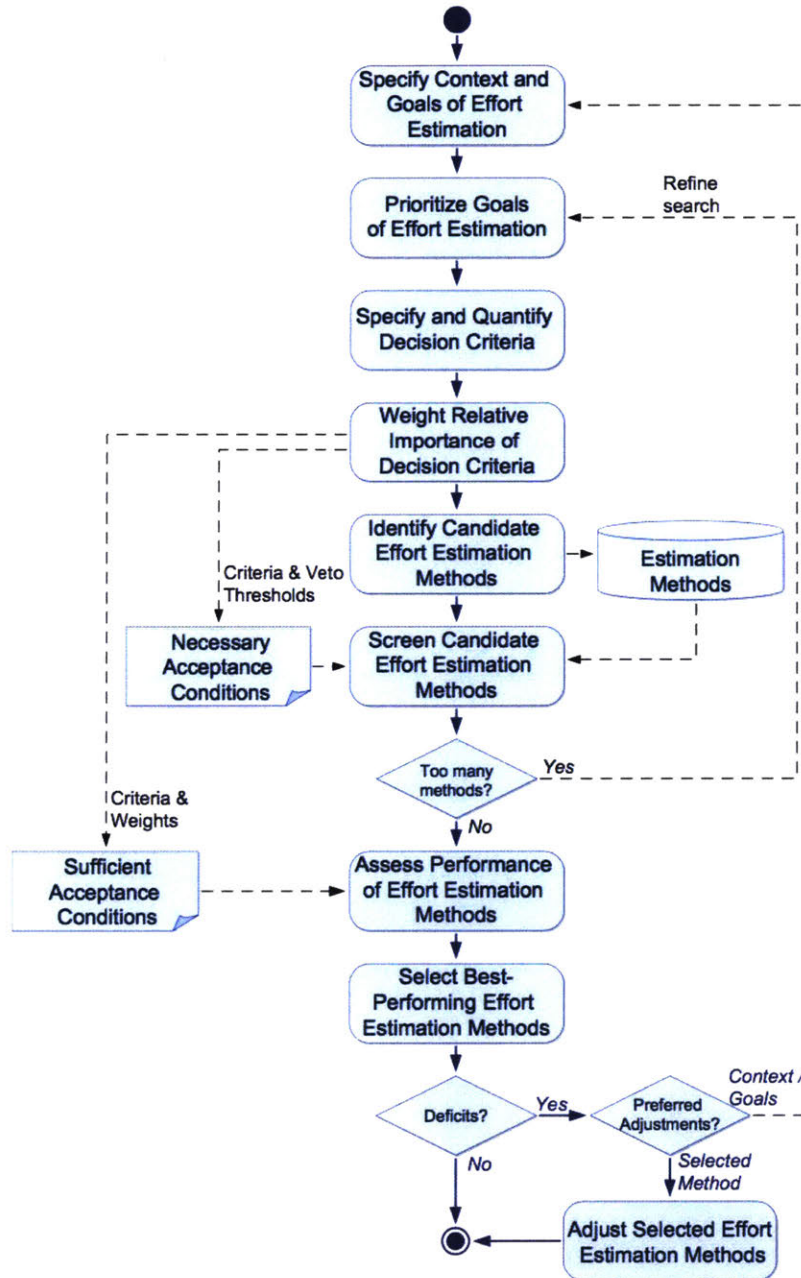 Specify Context and
Goals of Effort
Estimation
Refine
search
Prioritize Goals
of Effort Estimation
Specify and Quantify
Decision Criteria
Weight Relative
Importance of
Decision Criteria
Identify Candidate
Effort Estimation
Methods
Estimation
Methods
Criteria & Veto
Thresholds
Necessary
Acceptance
Conditions
Screen Candidate
Effort Estimation
Methods
Too many
methods?
Yes
Criteria &
Weights
No
Sufficient
Acceptance
Conditions
Assess Performance
of Effort Estimation
Methods
Select Best-
Performing Effort
Estimation Methods
Context /
Goals
Deficits?
Yes
Preferred
Adjustments?
No
Selected
Method
Adjust Selected Effort
Estimation Methods